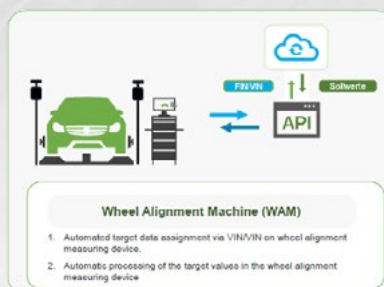 FIN/VIN
Sollwerte
API
Wheel Alignment Machine (WAM)
1. Automated target data assignment via VIN/VIN on wheel alignment
measuring device.
2. Automatic processing of the target values in the wheel alignment
measuring device